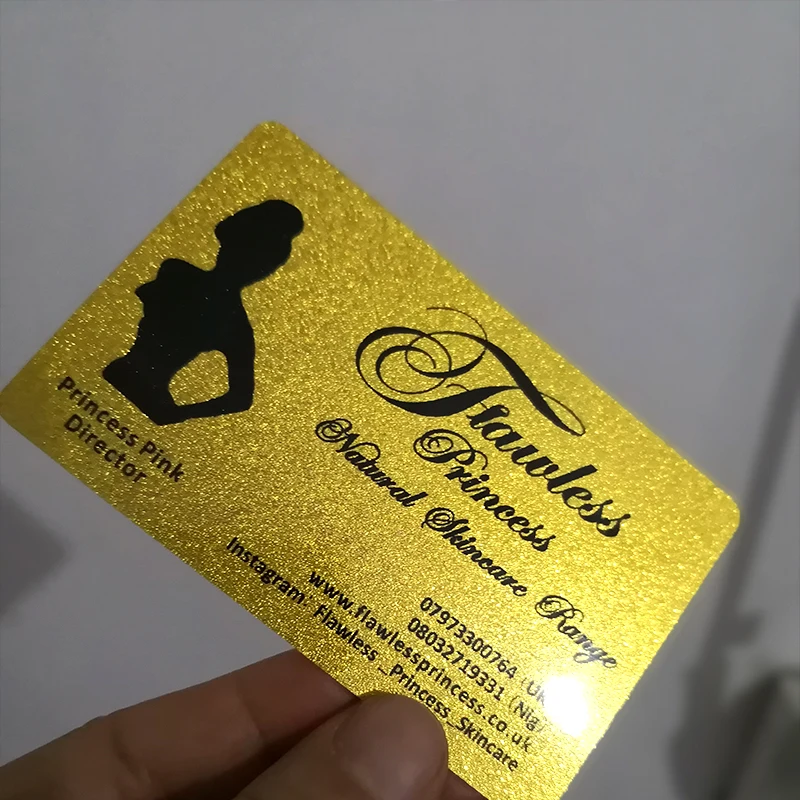 Flawless
Princess
Natural Skincare Range
Princess Pink
Director
07973300764 (UK)
08032719331 (Nig)
www.flawlessprincess.co.uk
Instagram: Flawless_Princess_Skincare